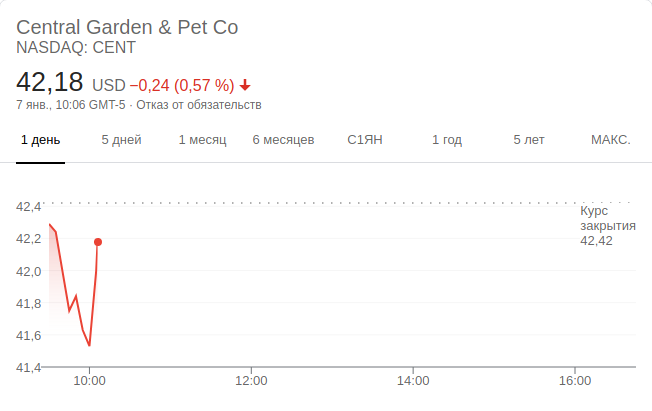 Central Garden & Pet Co
NASDAQ: CENT
42,18 USD −0,24 (0,57 %)
7 янв., 10:06 GMT-5 · Отказ от обязательств
1 день 5 дней 1 месяц 6 месяцев С1ЯН 1 год 5 лет МАКС.
42,4
42,2
42,0
41,8
41,6
41,4
Курс
закрытия
42,42
10:00 12:00 14:00 16:00